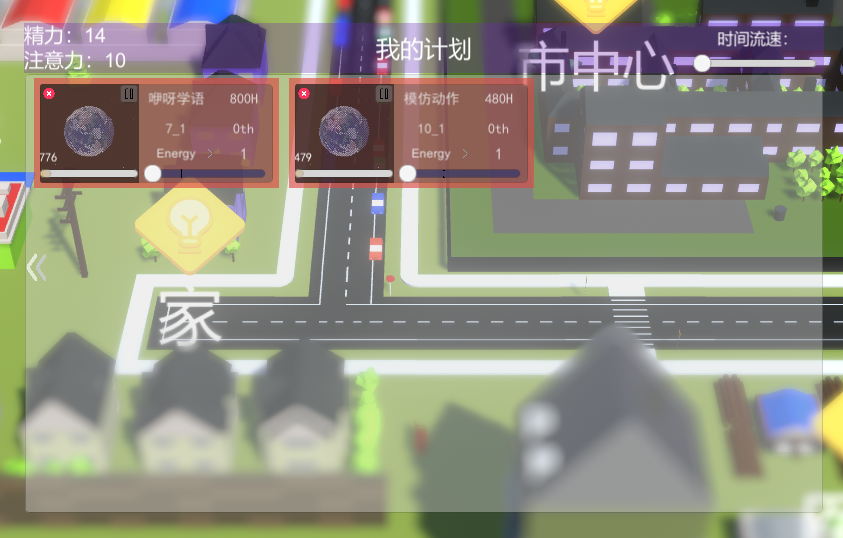 精力：14
注意力：10
我的计划
时间流速：
市中心
咿呀学语 800H
7_1 0th
Energy > 1
776
模仿动作 480H
10_1 0th
Energy > 1
479
家